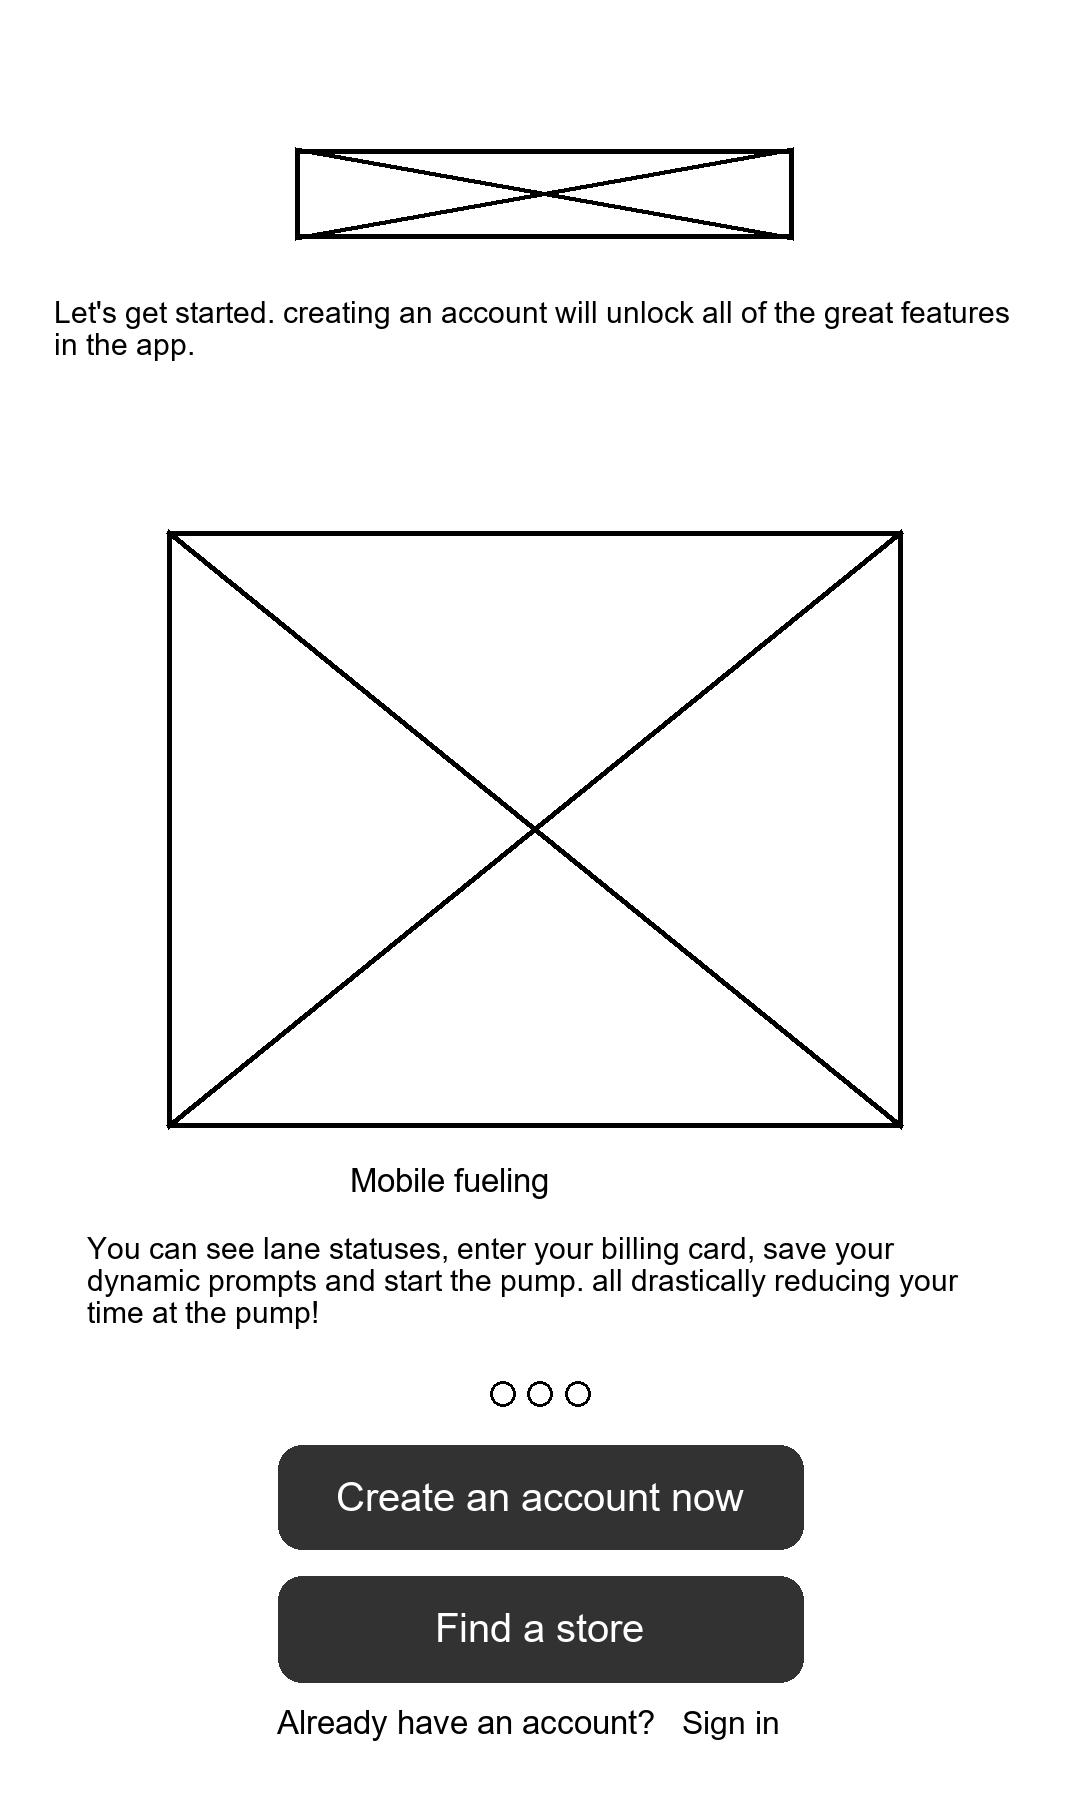 Let's get started. creating an account will unlock all of the great features
in the app.
Mobile fueling
You can see lane statuses, enter your billing card, save your
dynamic prompts and start the pump. all drastically reducing your
time at the pump!
Create an account now
Find a store
Already have an account? Sign in